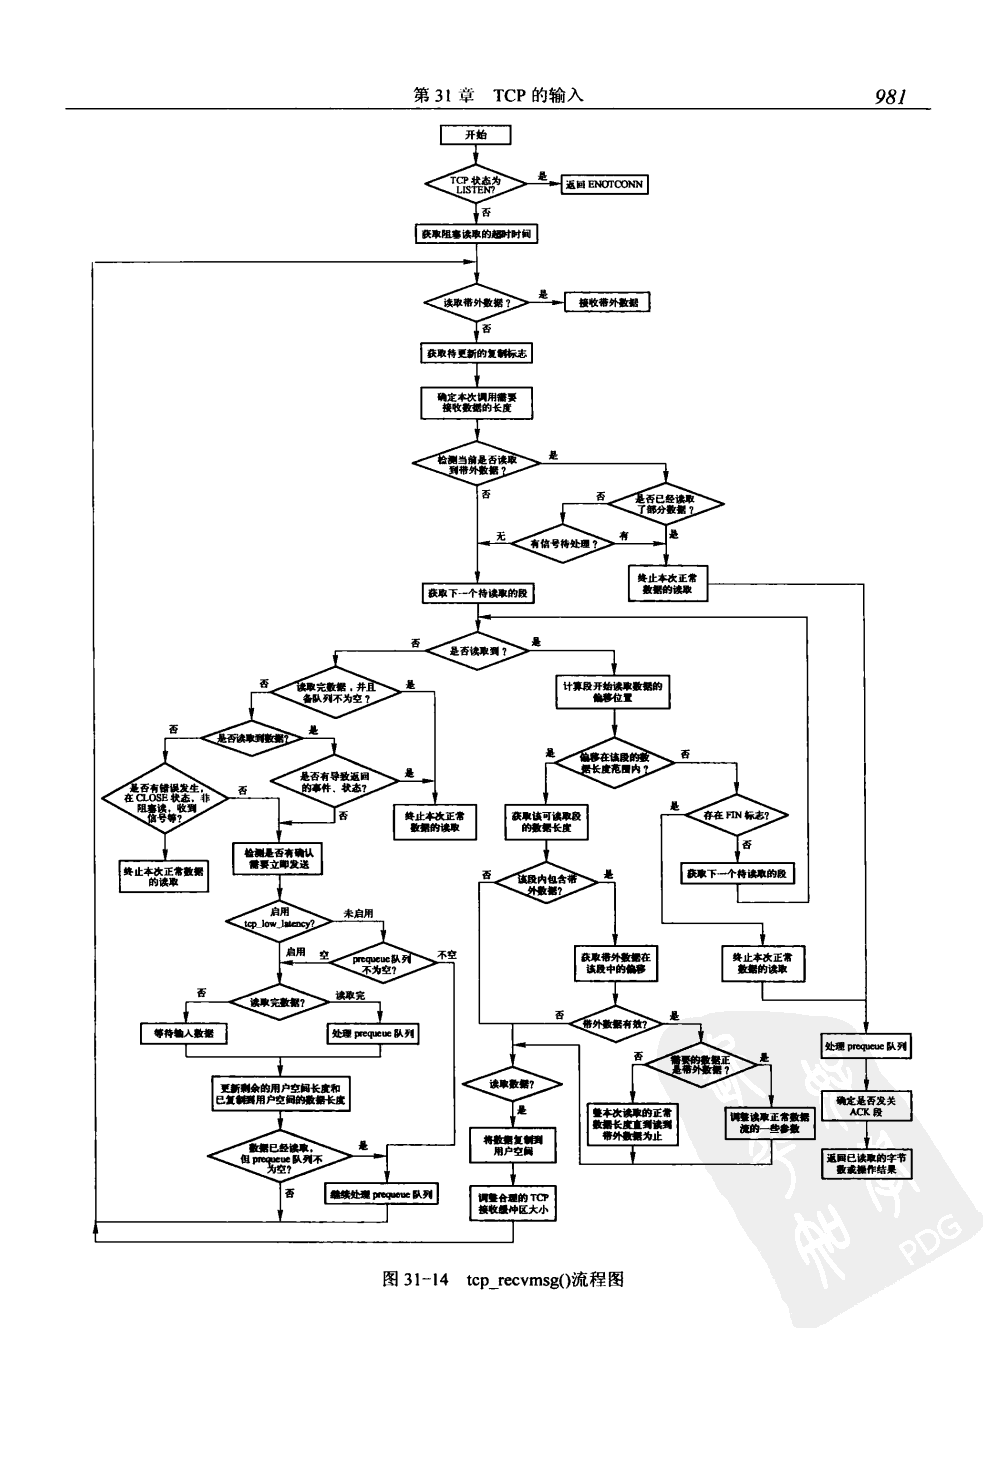 第 31 章 TCP 的输入
981
开始
TCP 状态为
LISTEN?
是
返回 ENOTCONN
否
获取阻塞读取的超时时间
读取带外数据？
是
接收带外数据
否
获取待更新的复制标志
确定本次调用需要
接收数据的长度
检测当前是否读取
到带外数据？
是
否
是否已经读取
了部分数据？
否
是
有信号待处理？
无
有
终止本次正常
数据的读取
获取下一个待读取的段
是否读取到？
否
是
读取完数据，并且
备队列不为空？
否
是
计算段开始读取数据的
偏移位置
是否读取到数据?
否
是
偏移在该段的数
据长度范围内？
是
否
是否有错误发生，
在 CLOSE 状态，非
阻塞读，收到
信号等?
否
是否有导致返回
的事件、状态?
是
否
终止本次正常
数据的读取
获取该可读取段
的数据长度
存在 FIN 标志?
是
否
检测是否有确认
需要立即发送
终止本次正常数据
的读取
该段内包含带
外数据?
否
是
获取下一个待读取的段
启用
tcp_low_latency?
未启用
启用
prequeue 队列
不为空?
空
不空
获取带外数据在
该段中的偏移
终止本次正常
数据的读取
读取完数据?
否
读取完
等待输入数据
处理 prequeue 队列
带外数据有效?
否
是
处理 prequeue 队列
更新剩余的用户空间长度和
已复制到用户空间的数据长度
读取数据?
是
需要的数据正
是带外数据？
否
是
整本次读取的正常
数据长度直到读到
带外数据为止
调整读取正常数据
流的一些参数
确定是否发关
ACK 段
数据已经读取，
但 prequeue 队列不
为空?
是
否
将数据复制到
用户空间
返回已读取的字节
数或操作结果
继续处理 prequeue 队列
调整合理的 TCP
接收缓冲区大小
图 31-14 tcp_recvmsg()流程图
PDG